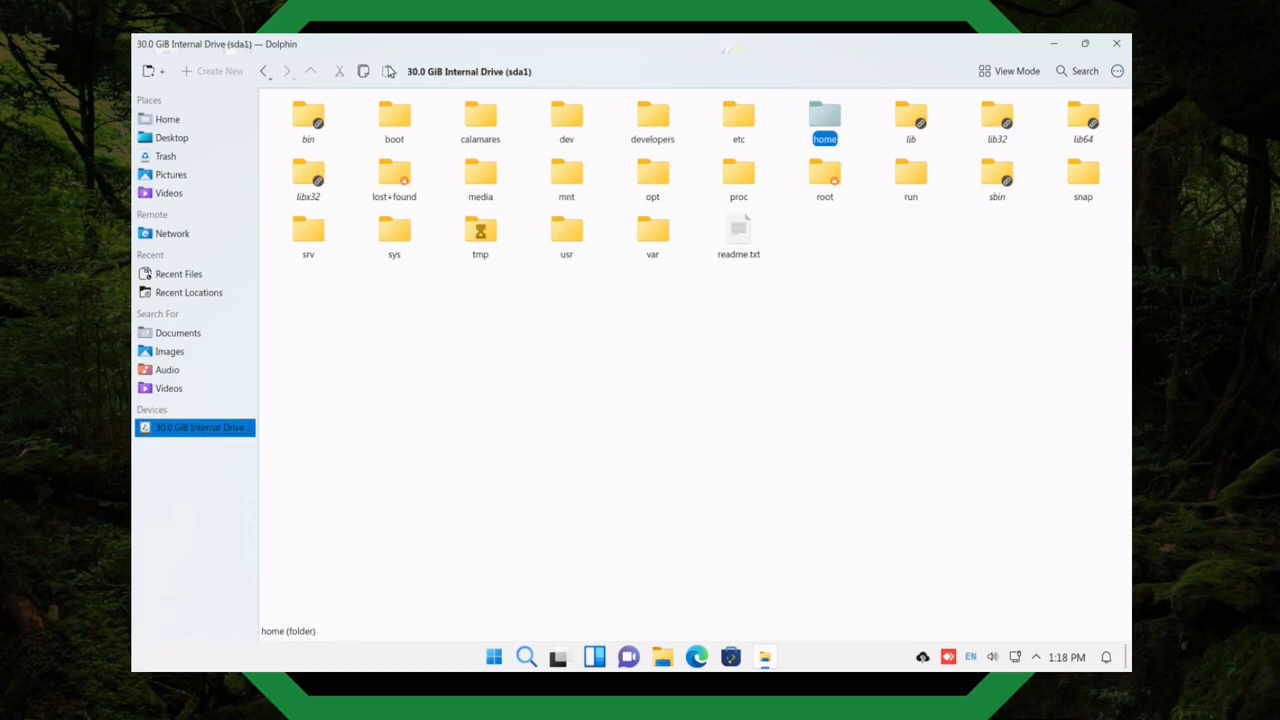 30.0 GiB Internal Drive (sda1) — Dolphin
Create New
30.0 GiB Internal Drive (sda1)
View Mode
Search
Places
Home
Desktop
Trash
Pictures
Videos
Remote
Network
Recent
Recent Files
Recent Locations
Search For
Documents
Images
Audio
Videos
Devices
30.0 GiB Internal Drive ...
bin boot calamares dev developers etc home lib lib32 lib64
libx32 lost+found media mnt opt proc root run sbin snap
srv sys tmp usr var readme.txt
home (folder)
EN
1:18 PM